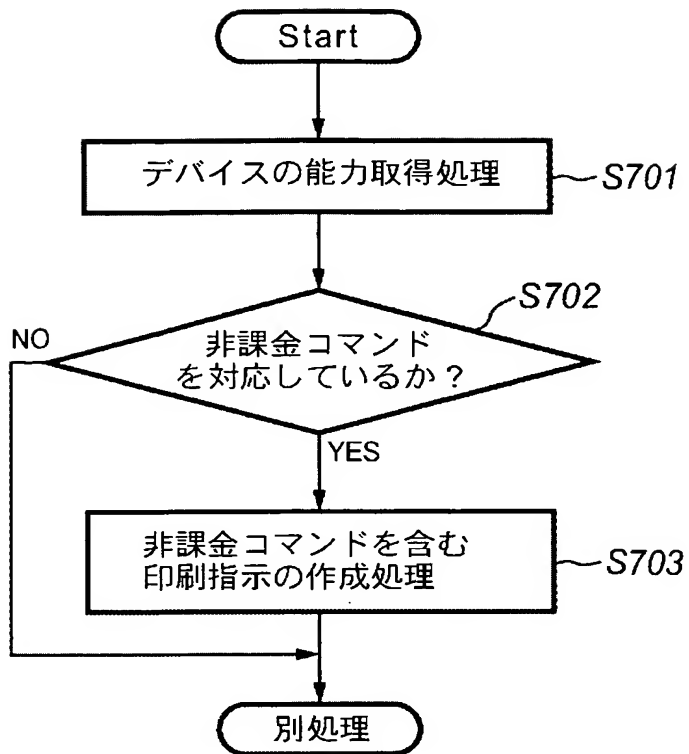 Start
デバイスの能力取得処理
S701
S702
NO
非課金コマンド
を対応しているか？
YES
非課金コマンドを含む
印刷指示の作成処理
S703
別処理